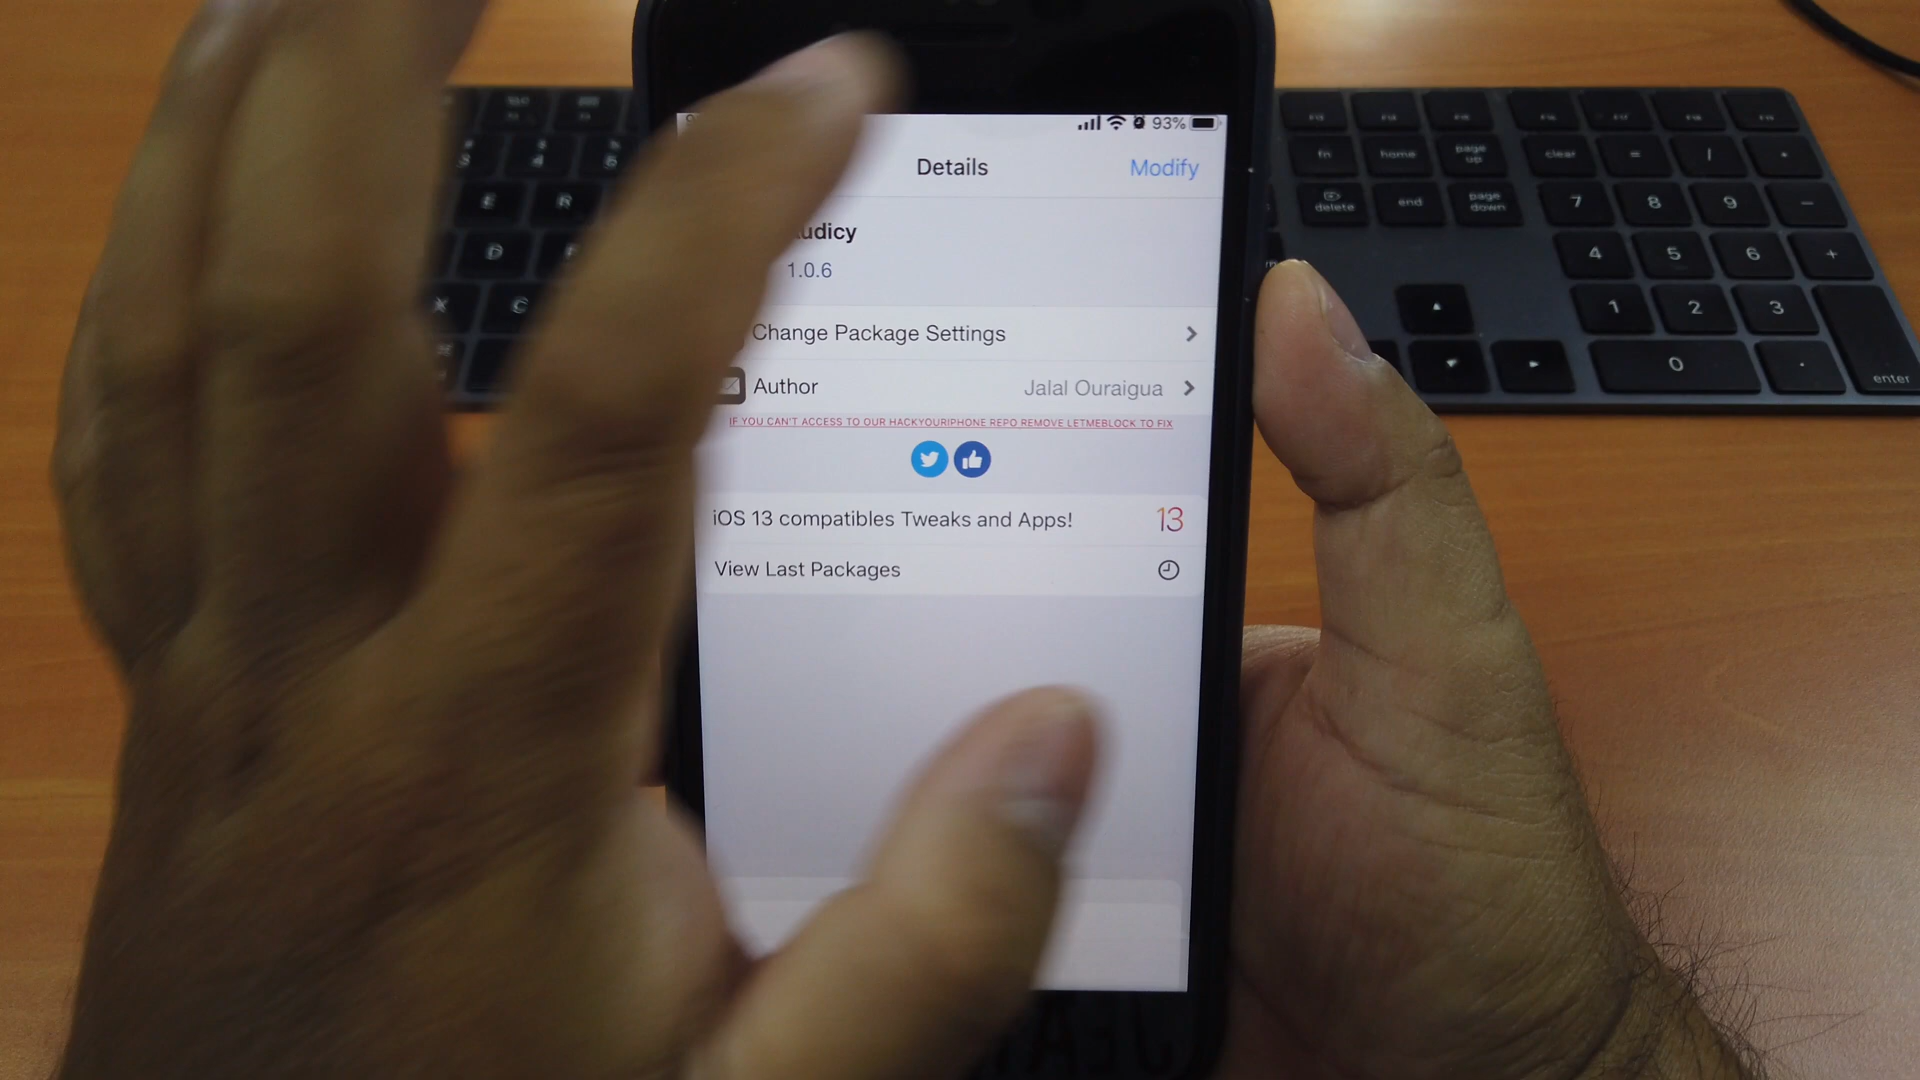 93%
Details
Modify
udicy
1.0.6
Change Package Settings
Author
Jalal Ouraigua
IF YOU CAN'T ACCESS TO OUR HACKYOURIPHONE REPO REMOVE LETMEBLOCK TO FIX
iOS 13 compatibles Tweaks and Apps!
13
View Last Packages
4
E
R
D
X
C
fn
home
page up
clear
=
/
delete
end
page down
7
8
9
−
4
5
6
+
1
2
3
0
.
enter